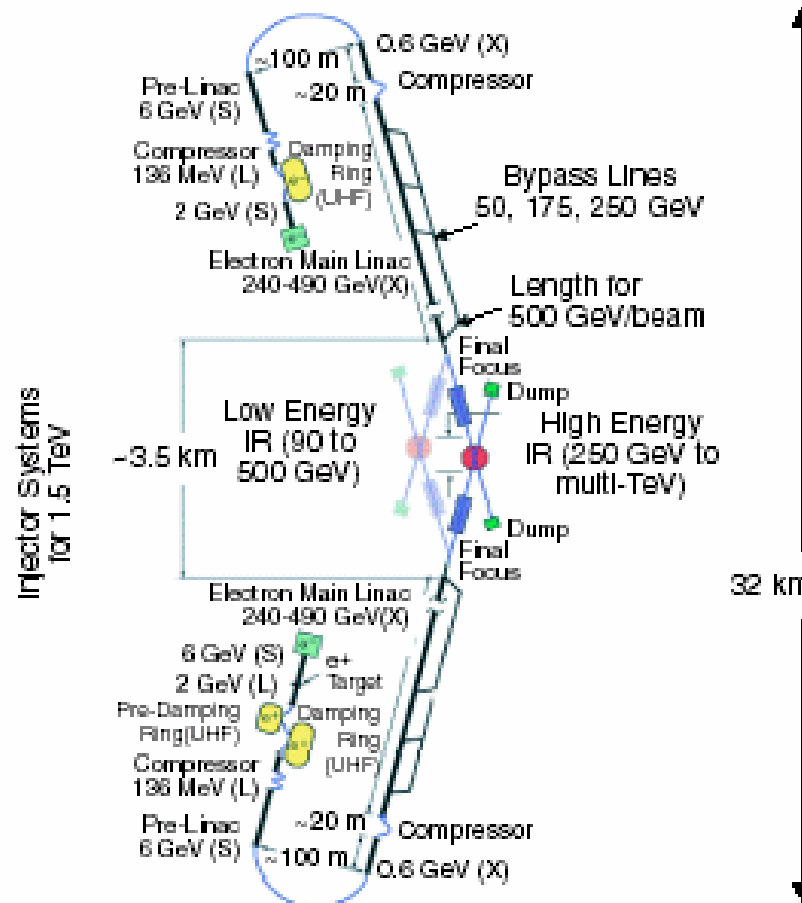 ~100 m
0.6 GeV (X)
Pre-Linac
6 GeV (S)
~20 m
Compressor
Compressor
136 MeV (L)
Damping
Ring
(UHF)
e-
2 GeV (S)
e-
Bypass Lines
50, 175, 250 GeV
Electron Main Linac
240-490 GeV(X)
Length for
500 GeV/beam
Final
Focus
Dump
Low Energy
IR (90 to
500 GeV)
High Energy
IR (250 GeV to
multi-TeV)
~3.5 km
Injector Systems
for 1.5 TeV
Dump
Final
Focus
32 km
Electron Main Linac
240-490 GeV(X)
6 GeV (S)
e+
Target
2 GeV (L)
Pre-Damping
Ring(UHF)
e+
Damping
Ring
(UHF)
Compressor
136 MeV (L)
Pre-Linac
6 GeV (S)
~20 m
Compressor
~100 m
0.6 GeV (X)